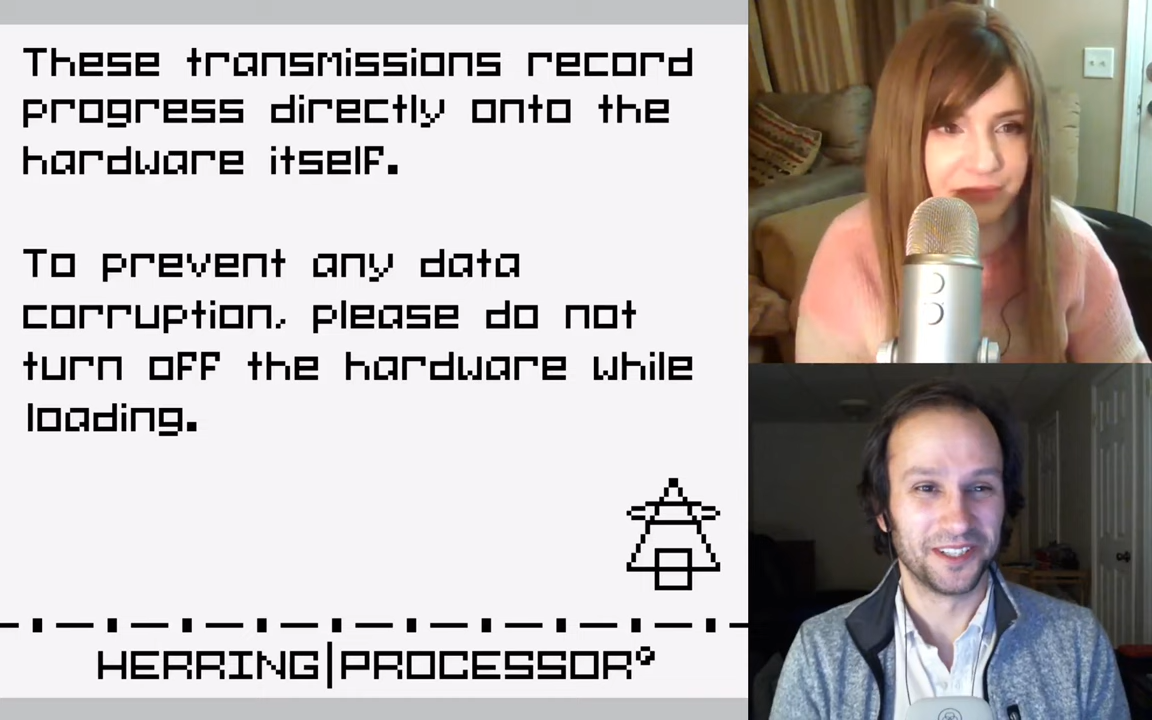 These transmissions record
progress directly onto the
hardware itself.
To prevent any data
corruption, please do not
turn off the hardware while
loading.
HERRING|PROCESSOR